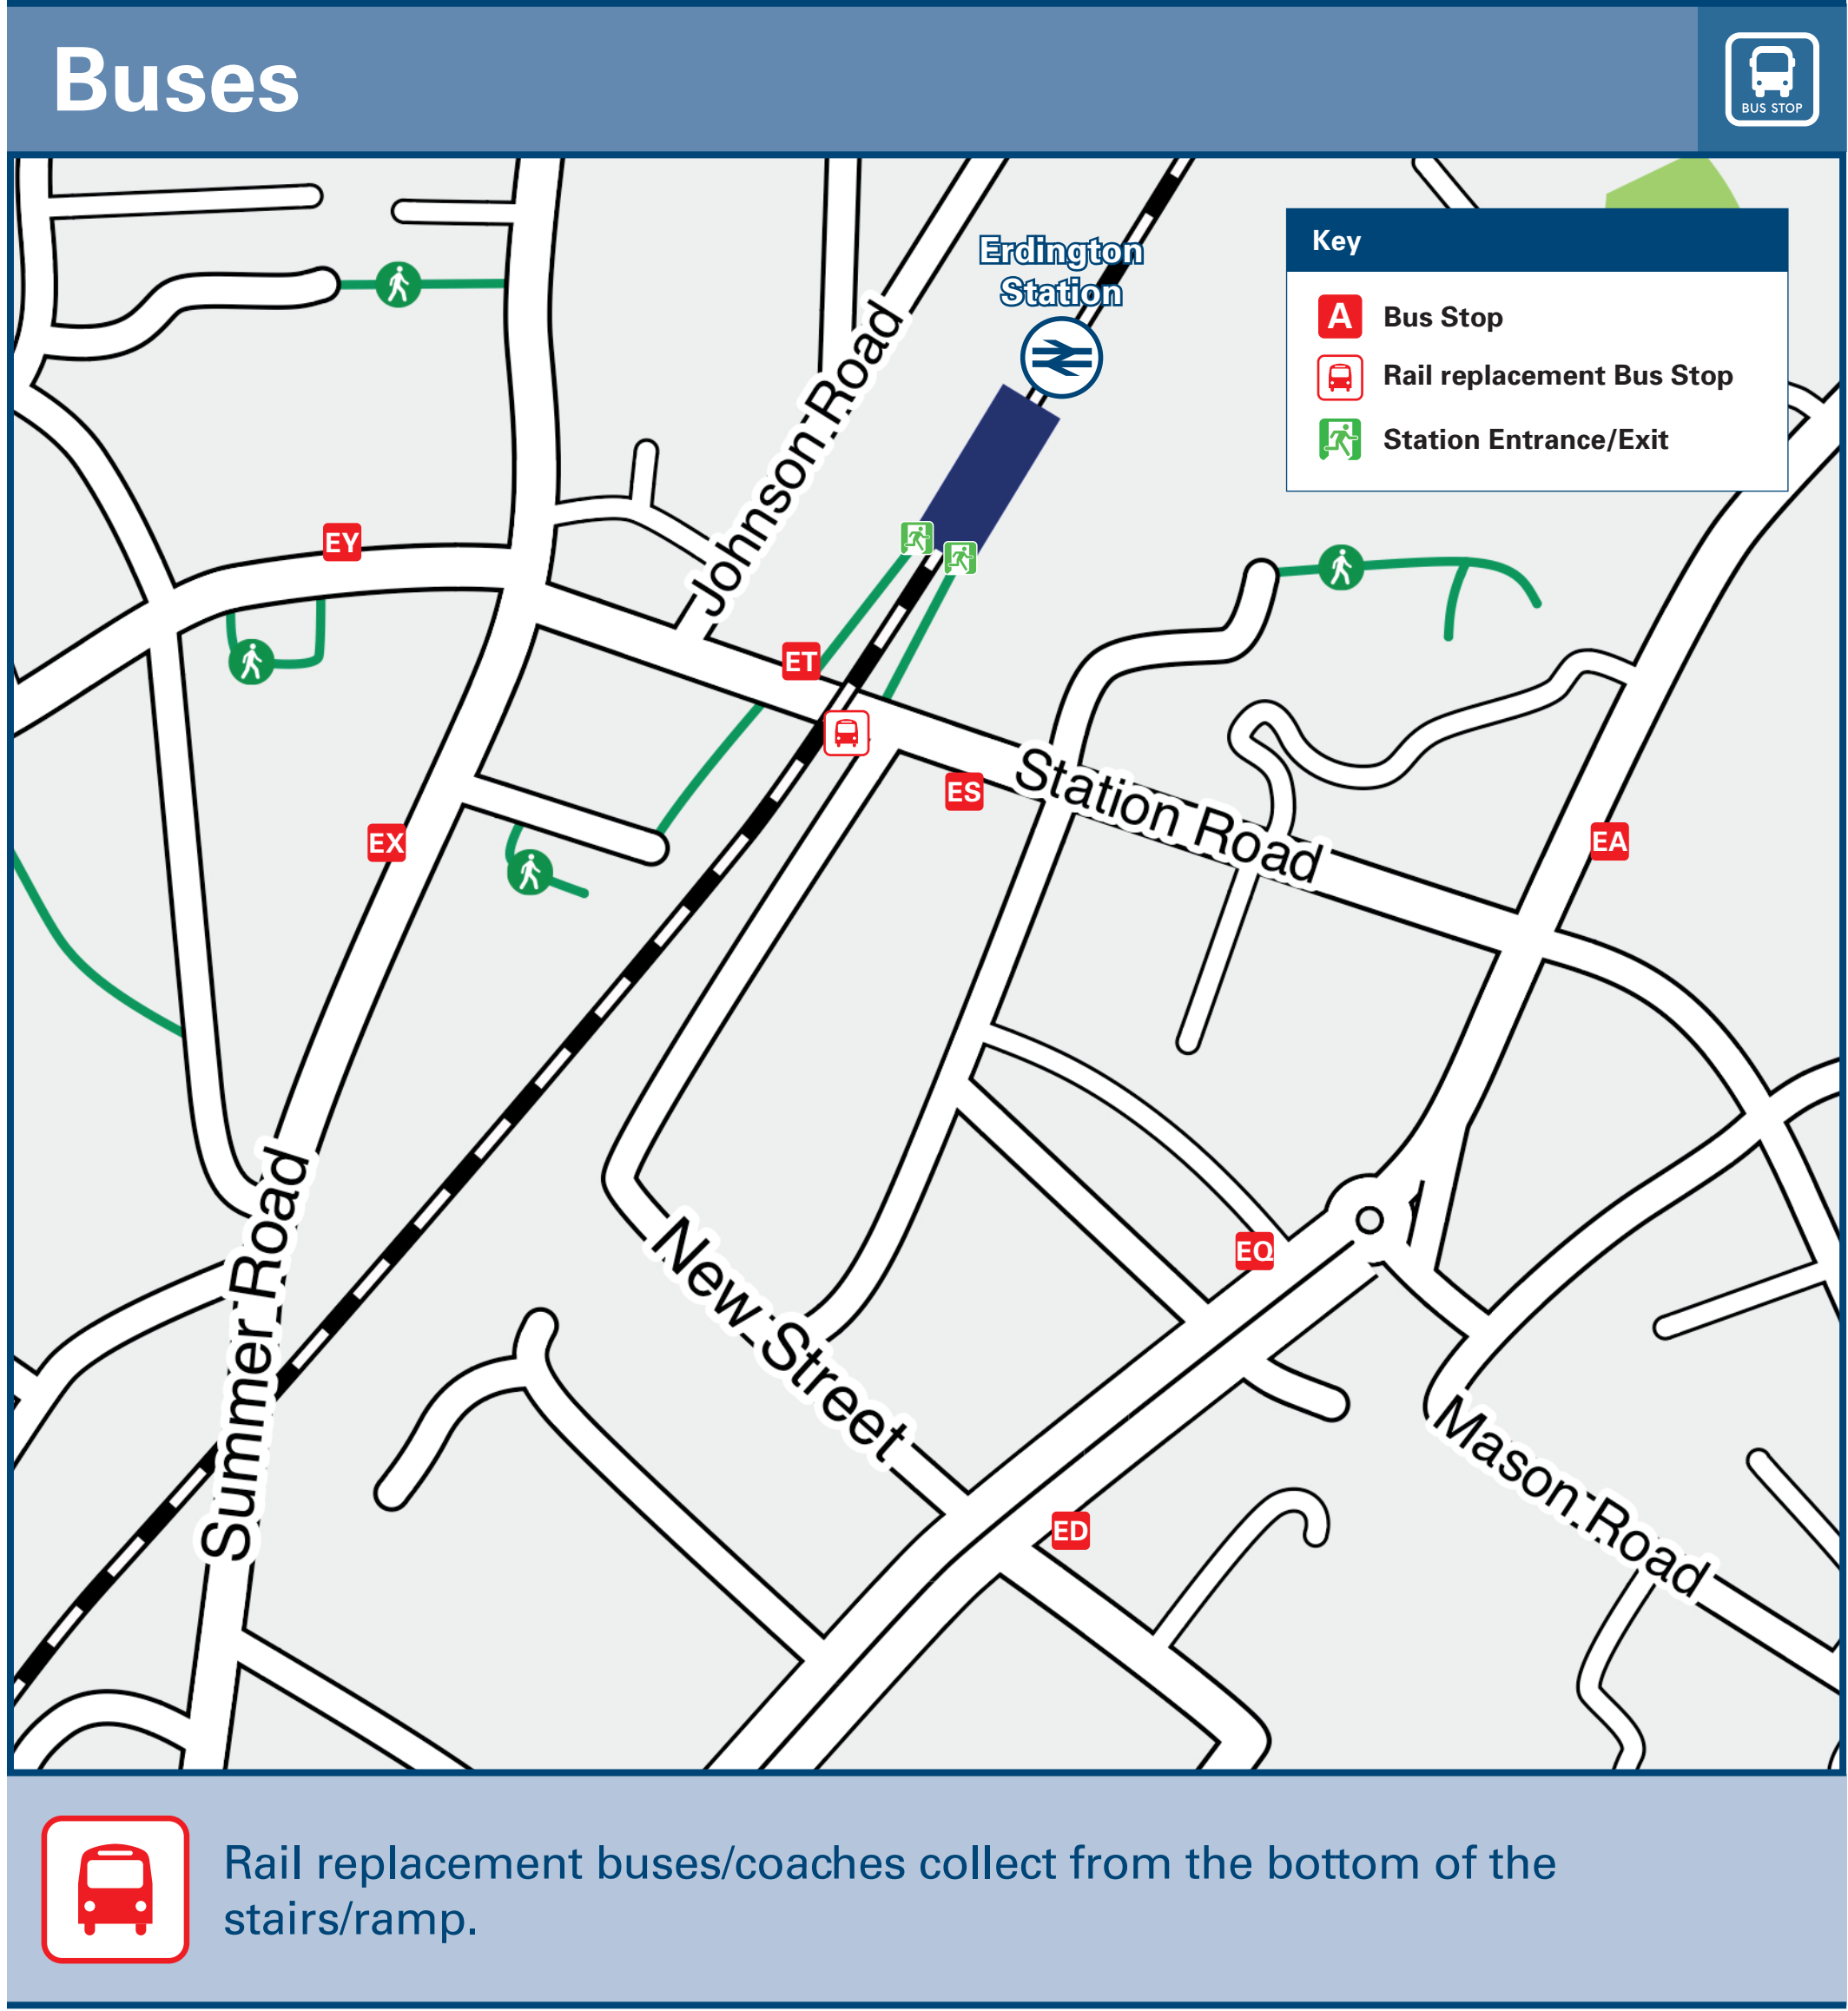 Buses
BUS STOP
Erdington
Station
Key
A Bus Stop
Rail replacement Bus Stop
Station Entrance/Exit
Johnson Road
EY
ET
ES
Station Road
EX
EA
Summer Road
New Street
EQ
Mason Road
ED
Rail replacement buses/coaches collect from the bottom of the
stairs/ramp.